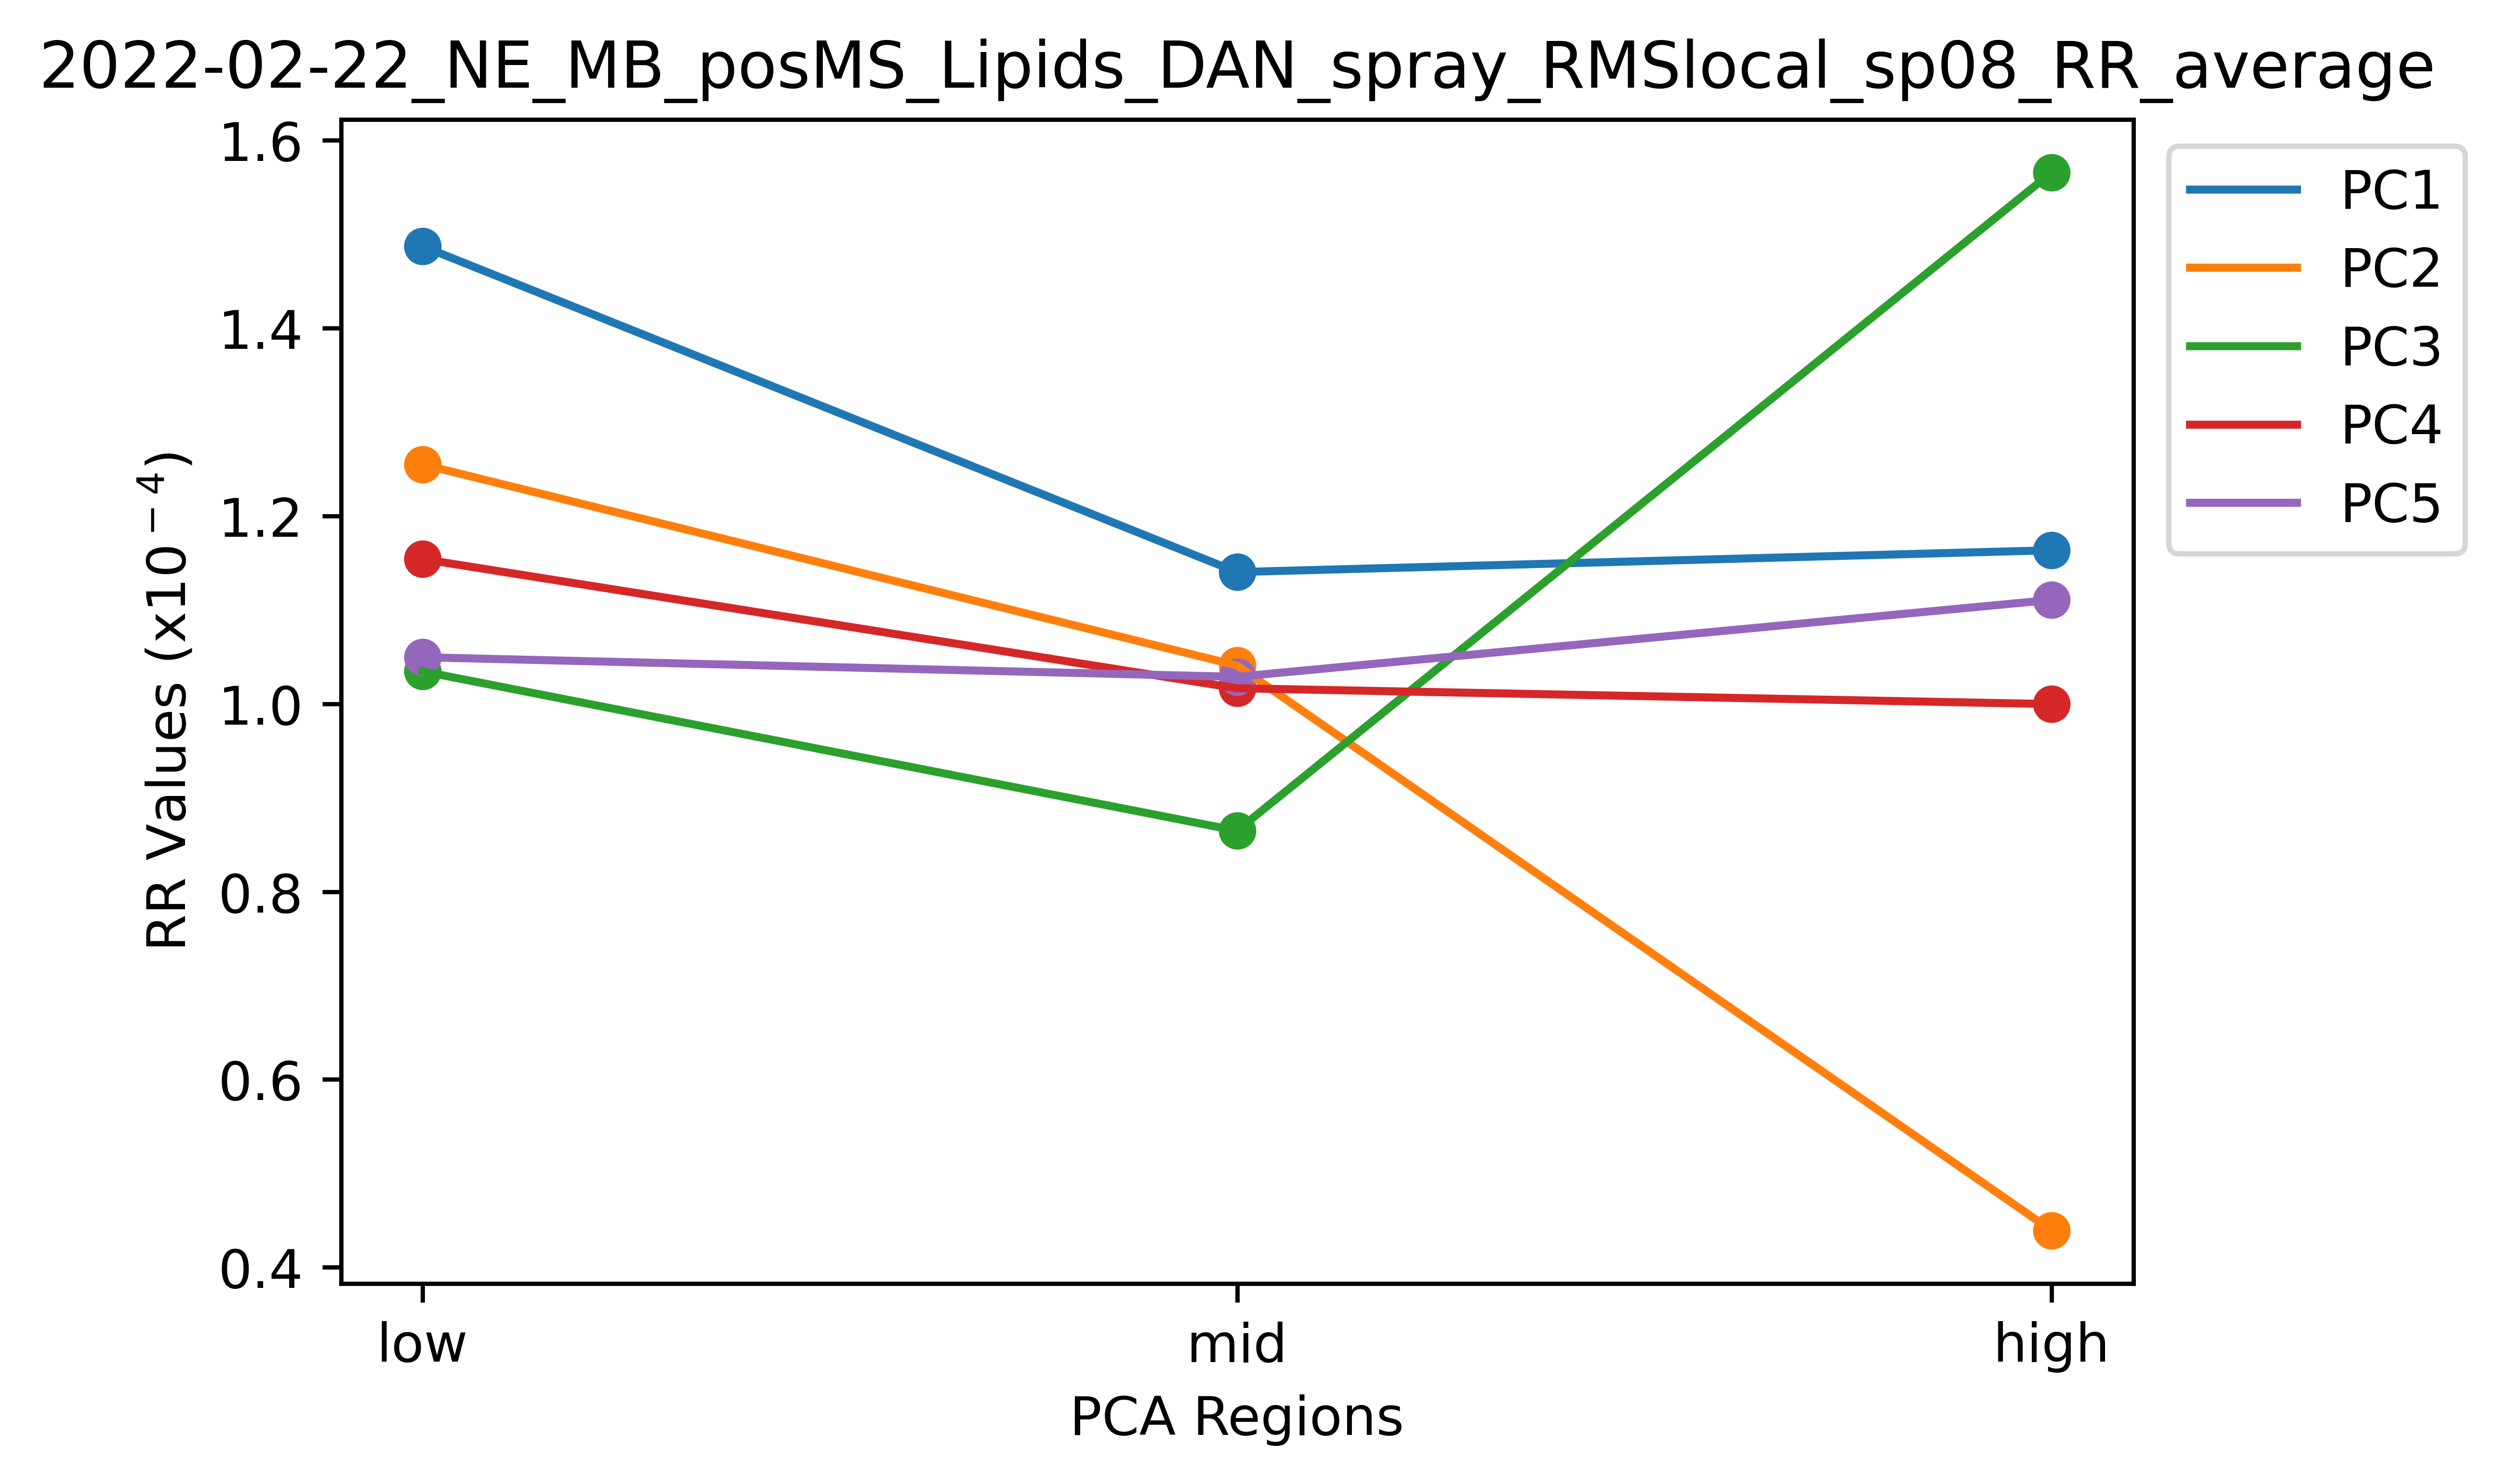 2022-02-22_NE_MB_posMS_Lipids_DAN_spray_RMSlocal_sp08_RR_average
RR Values (x10⁻⁴)
1.6
1.4
1.2
1.0
0.8
0.6
0.4
low mid high
PCA Regions
PC1
PC2
PC3
PC4
PC5